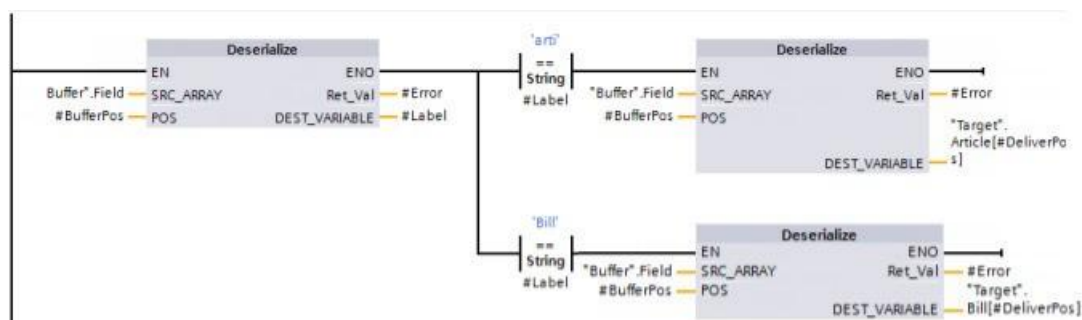 Deserialize
EN ENO
Buffer".Field SRC_ARRAY Ret_Val #Error
#BufferPos POS DEST_VARIABLE #Label
'arti'
==
String
#Label
Deserialize
EN ENO
"Buffer".Field SRC_ARRAY Ret_Val #Error
#BufferPos POS
"Target".
Article[#DeliverPo
DEST_VARIABLE s]
'Bill'
==
String
#Label
Deserialize
EN ENO
"Buffer".Field SRC_ARRAY Ret_Val #Error
#BufferPos POS "Target".
DEST_VARIABLE Bill[#DeliverPos]